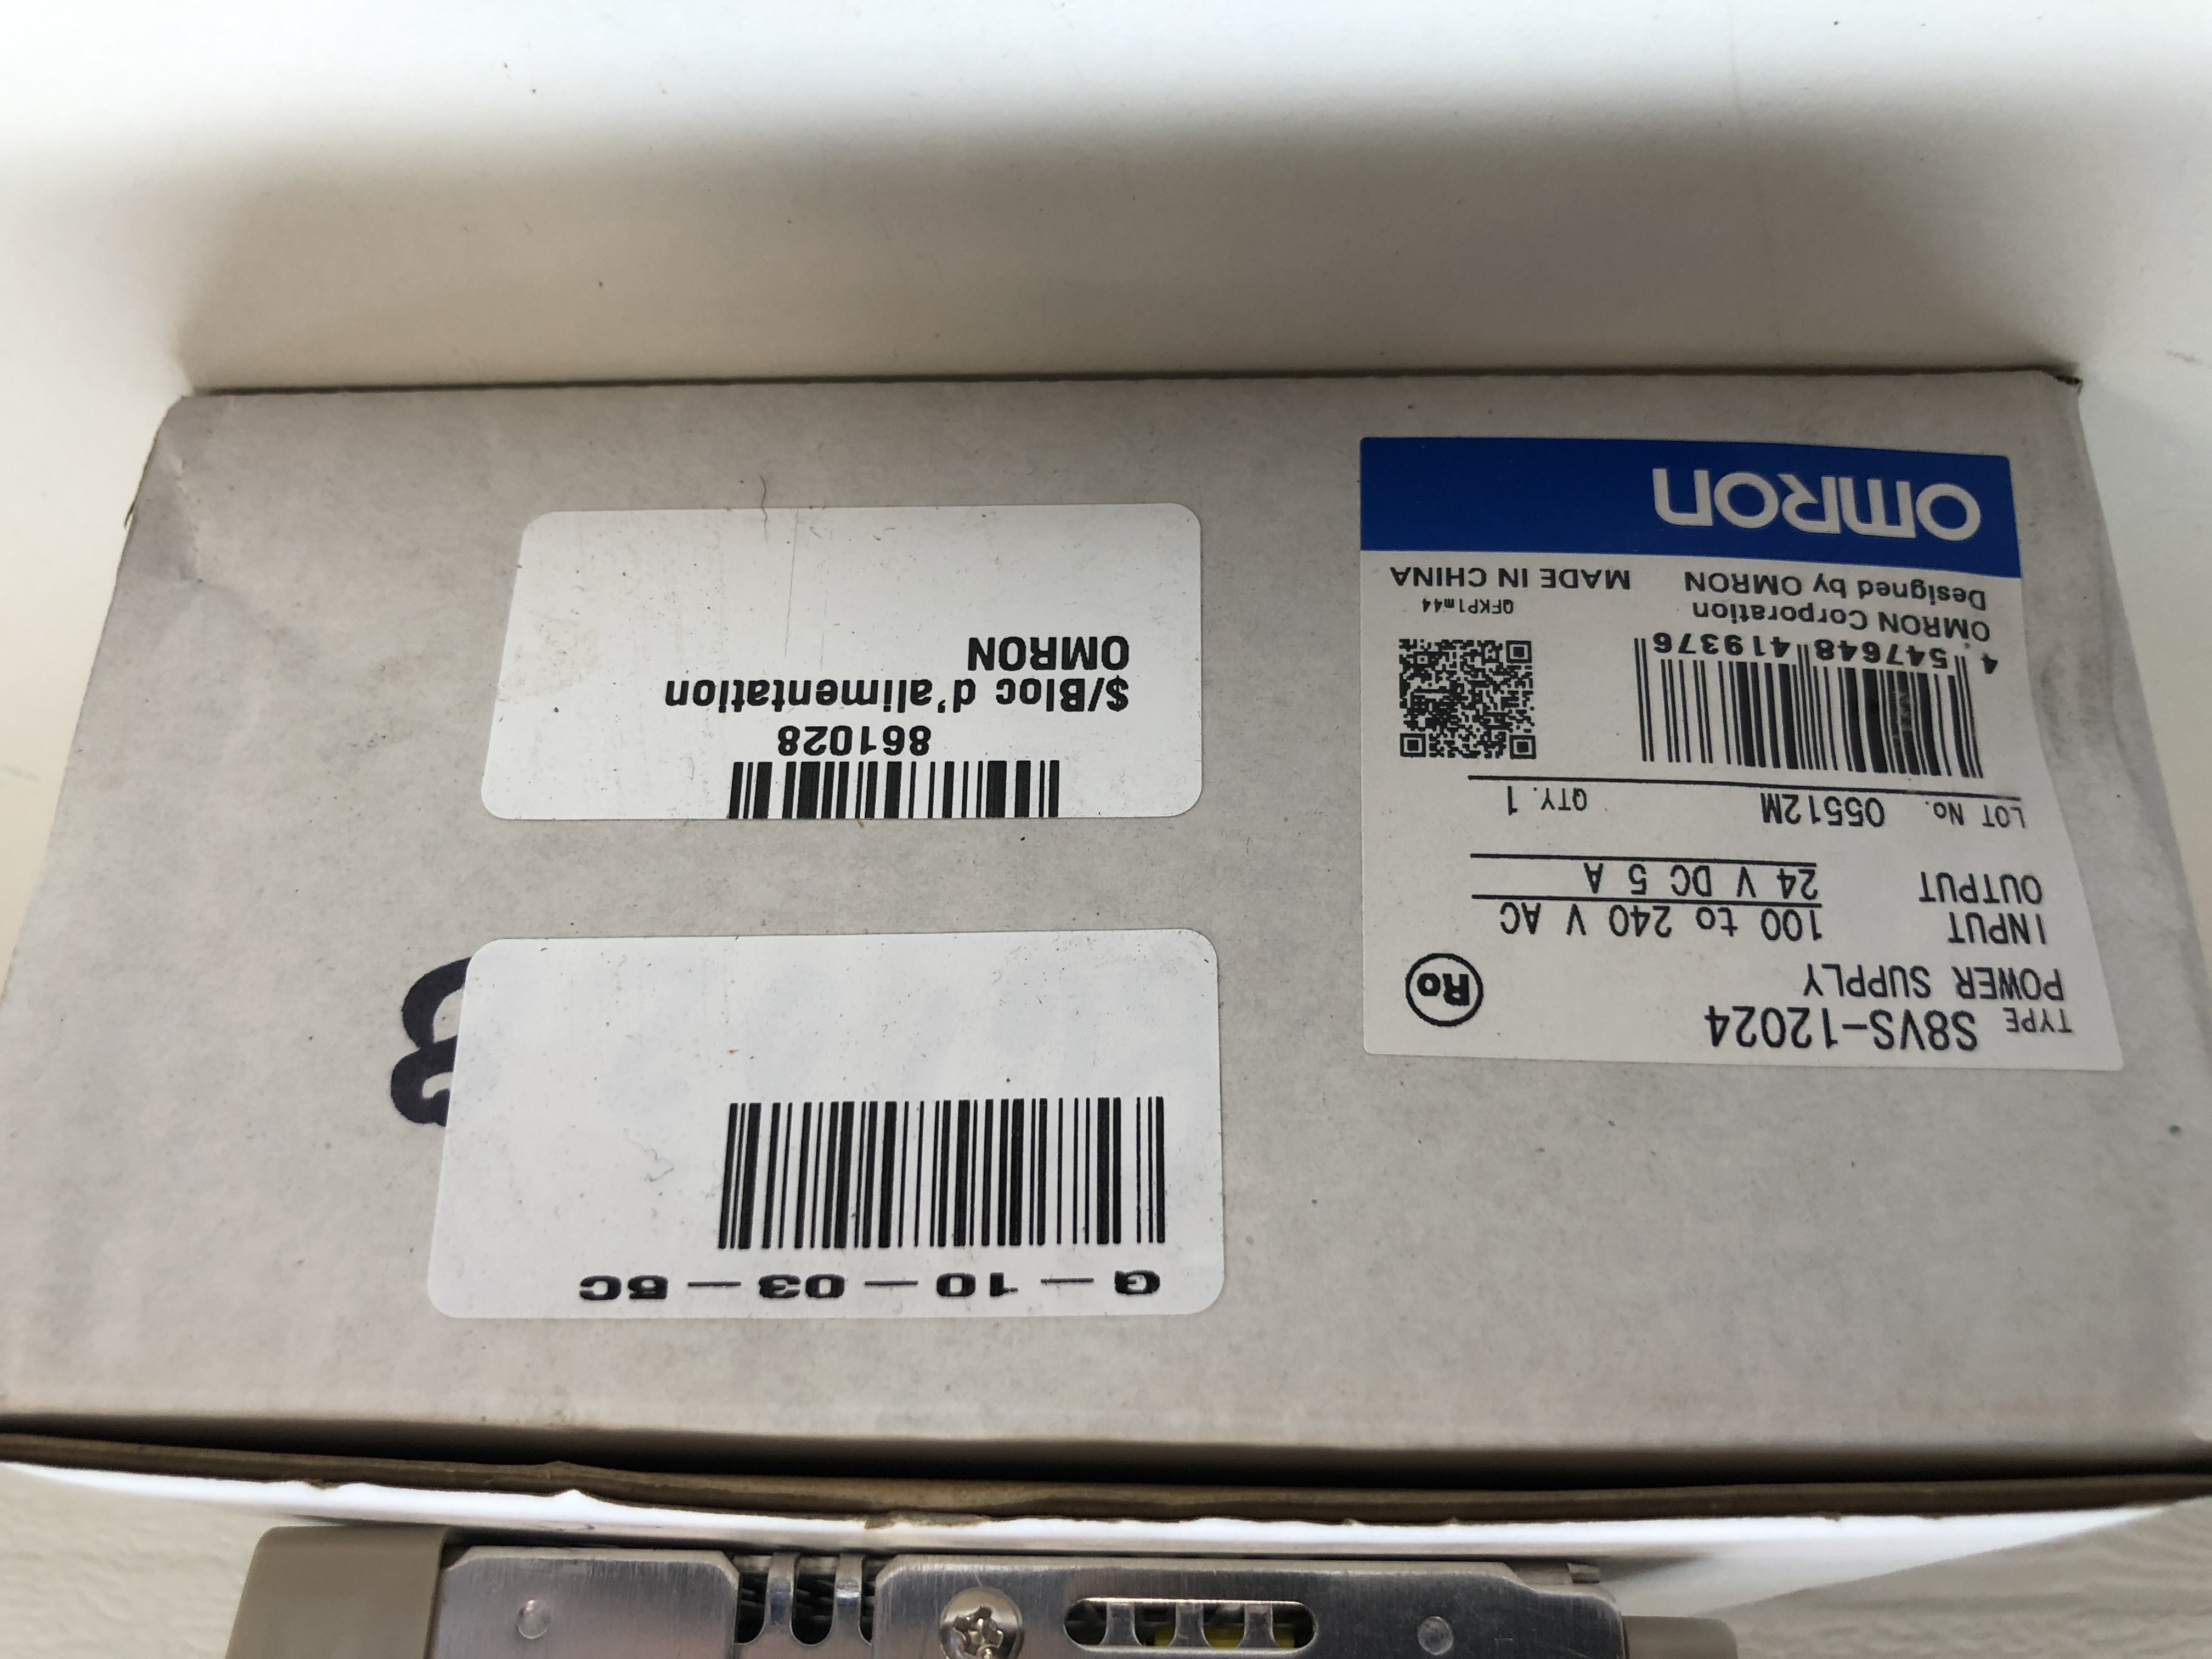 S8VS-12024
TYPE
POWER SUPPLY
INPUT 100 to 240 V AC
OUTPUT 24 V DC 5 A
LOT No. 05512M QTY. 1
4 547648 419376
OMRON Corporation
QFKP1m44
Designed by OMRON MADE IN CHINA
OMRON
Ro
Q-10-03-5C
861028
$/Bloc d'alimentation
OMRON